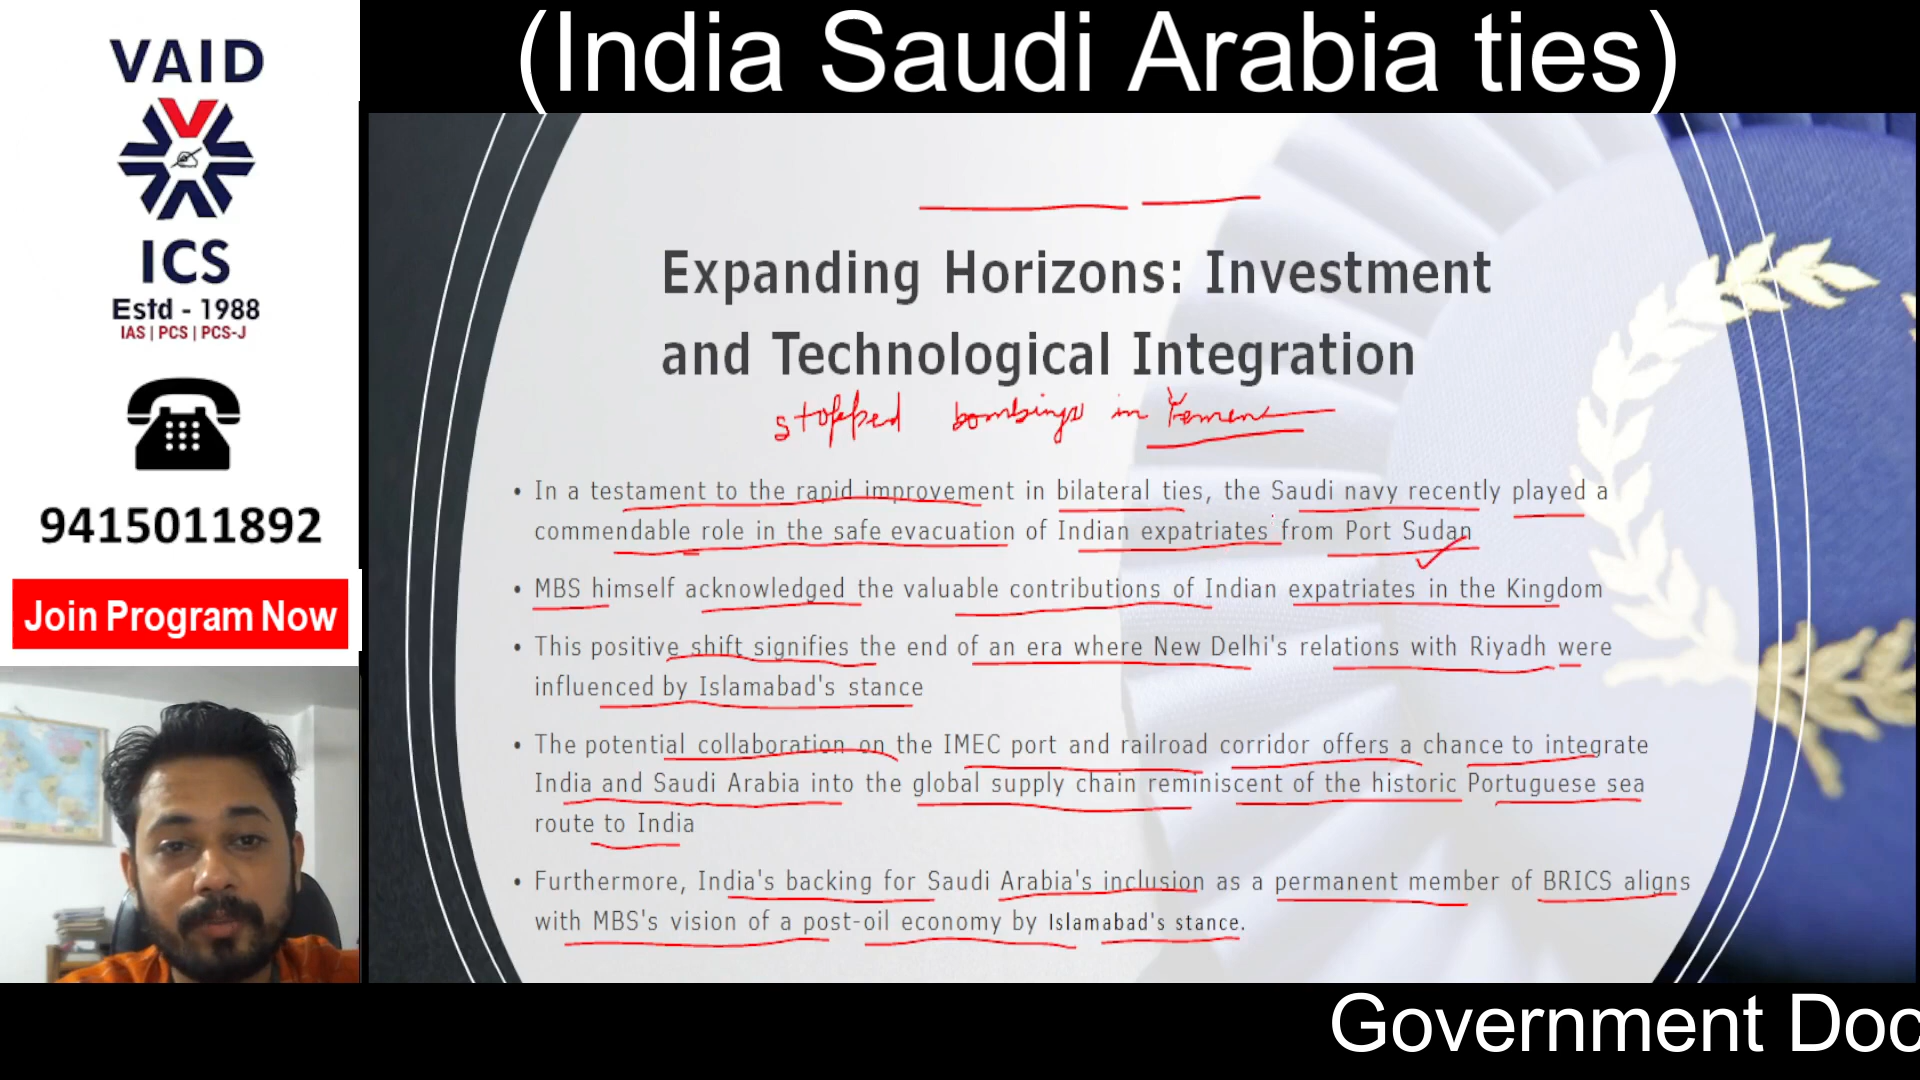 (India Saudi Arabia ties)
VAID
ICS
Estd - 1988
IAS | PCS | PCS-J
9415011892
Join Program Now
Expanding Horizons: Investment
and Technological Integration
stopped bombings in Yemen
• In a testament to the rapid improvement in bilateral ties, the Saudi navy recently played a
commendable role in the safe evacuation of Indian expatriates from Port Sudan
• MBS himself acknowledged the valuable contributions of Indian expatriates in the Kingdom
• This positive shift signifies the end of an era where New Delhi's relations with Riyadh were
influenced by Islamabad's stance
• The potential collaboration on the IMEC port and railroad corridor offers a chance to integrate
India and Saudi Arabia into the global supply chain reminiscent of the historic Portuguese sea
route to India
• Furthermore, India's backing for Saudi Arabia's inclusion as a permanent member of BRICS aligns
with MBS's vision of a post-oil economy by Islamabad's stance.
Government Doc